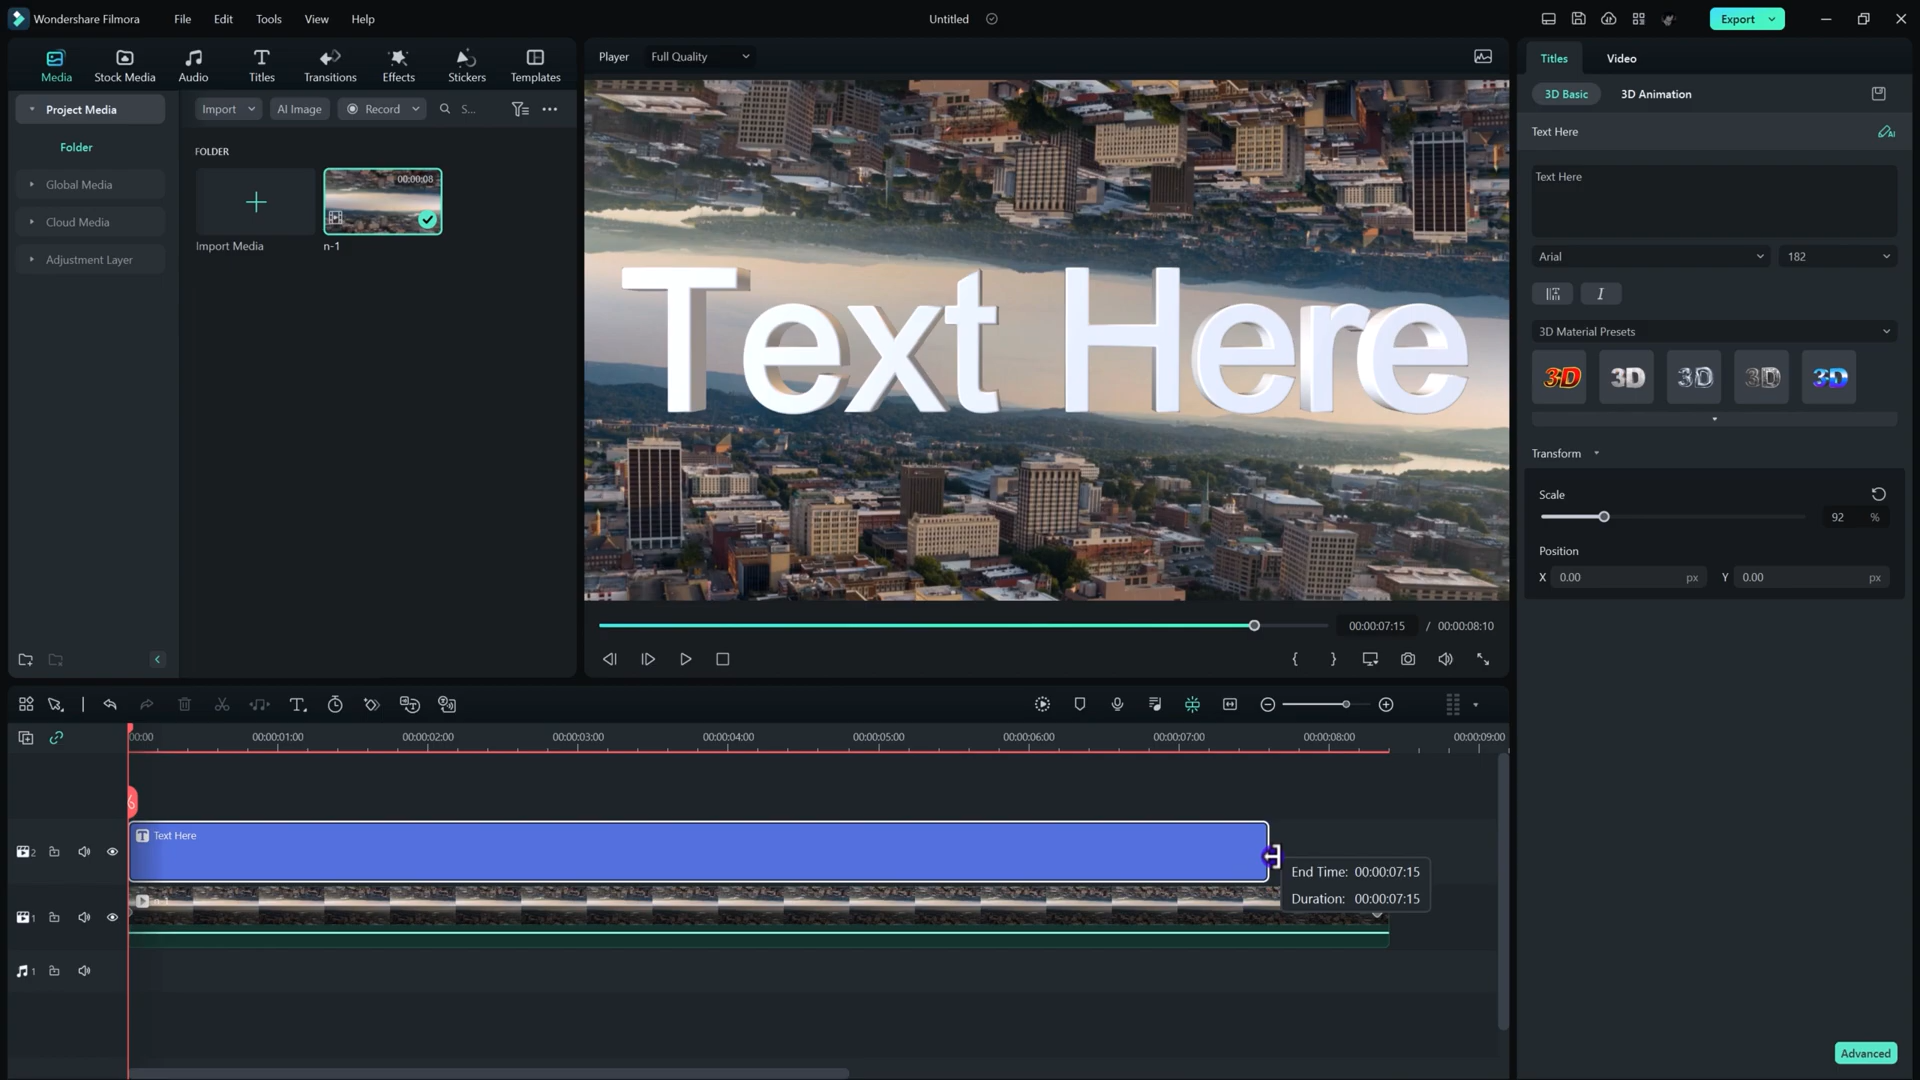 Wondershare Filmora
File
Edit
Tools
View
Help
Untitled
Export
Media
Stock Media
Audio
Titles
Transitions
Effects
Stickers
Templates
Project Media
Folder
Global Media
Cloud Media
Adjustment Layer
Import
AI Image
Record
S...
FOLDER
Import Media
00:00:08
n-1
Player
Full Quality
Text Here
00:00:07:15 / 00:00:08:10
{ }
Titles
Video
3D Basic
3D Animation
Text Here
Text Here
Arial
182
I
3D Material Presets
3D
3D
3D
3D
3D
Transform
Scale
92 %
Position
X 0.00 px
Y 0.00 px
Advanced
00:00
00:00:01:00
00:00:02:00
00:00:03:00
00:00:04:00
00:00:05:00
00:00:06:00
00:00:07:00
00:00:08:00
00:00:09:00
2
T Text Here
End Time: 00:00:07:15
Duration: 00:00:07:15
1
1